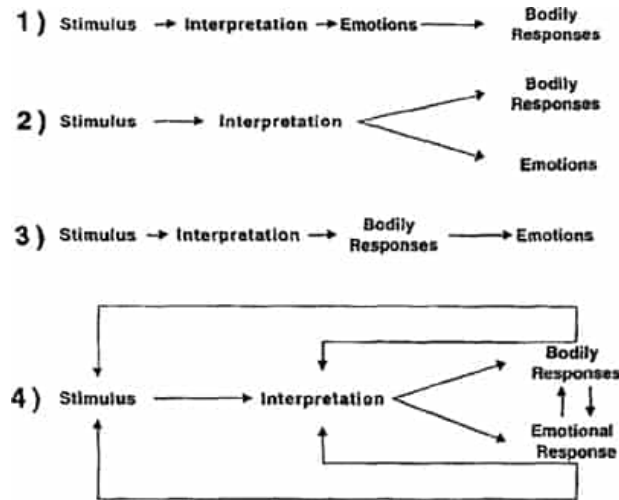 1) Stimulus Interpretation Emotions Bodily
Responses
Bodily
Responses
2) Stimulus Interpretation
Emotions
3) Stimulus Interpretation Bodily
Responses Emotions
Bodily
Responses
4) Stimulus Interpretation
Emotional
Response